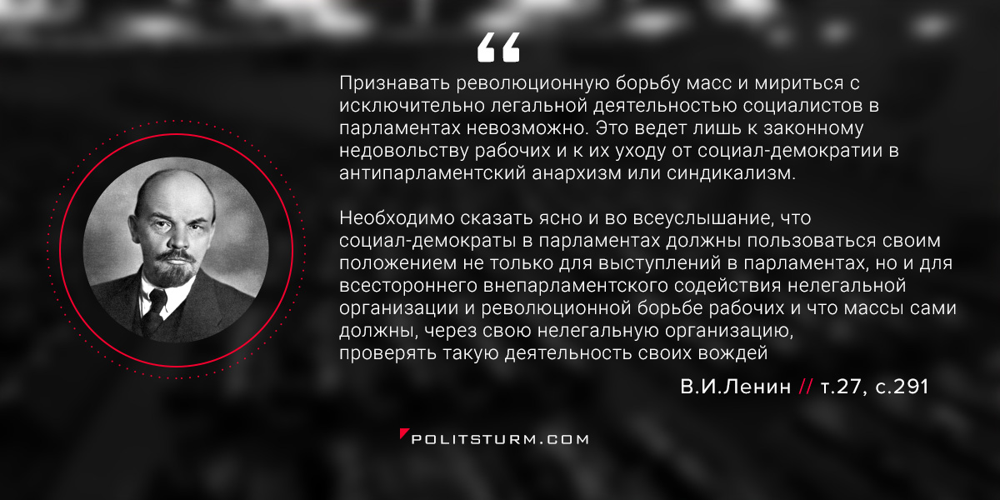 “
Признавать революционную борьбу масс и мириться с
исключительно легальной деятельностью социалистов в
парламентах невозможно. Это ведет лишь к законному
недовольству рабочих и к их уходу от социал-демократии в
антипарламентский анархизм или синдикализм.
Необходимо сказать ясно и во всеуслышание, что
социал-демократы в парламентах должны пользоваться своим
положением не только для выступлений в парламентах, но и для
всестороннего внепарламентского содействия нелегальной
организации и революционной борьбе рабочих и что массы сами
должны, через свою нелегальную организацию,
проверять такую деятельность своих вождей
В.И.Ленин // т.27, с.291
POLITSTURM.COM